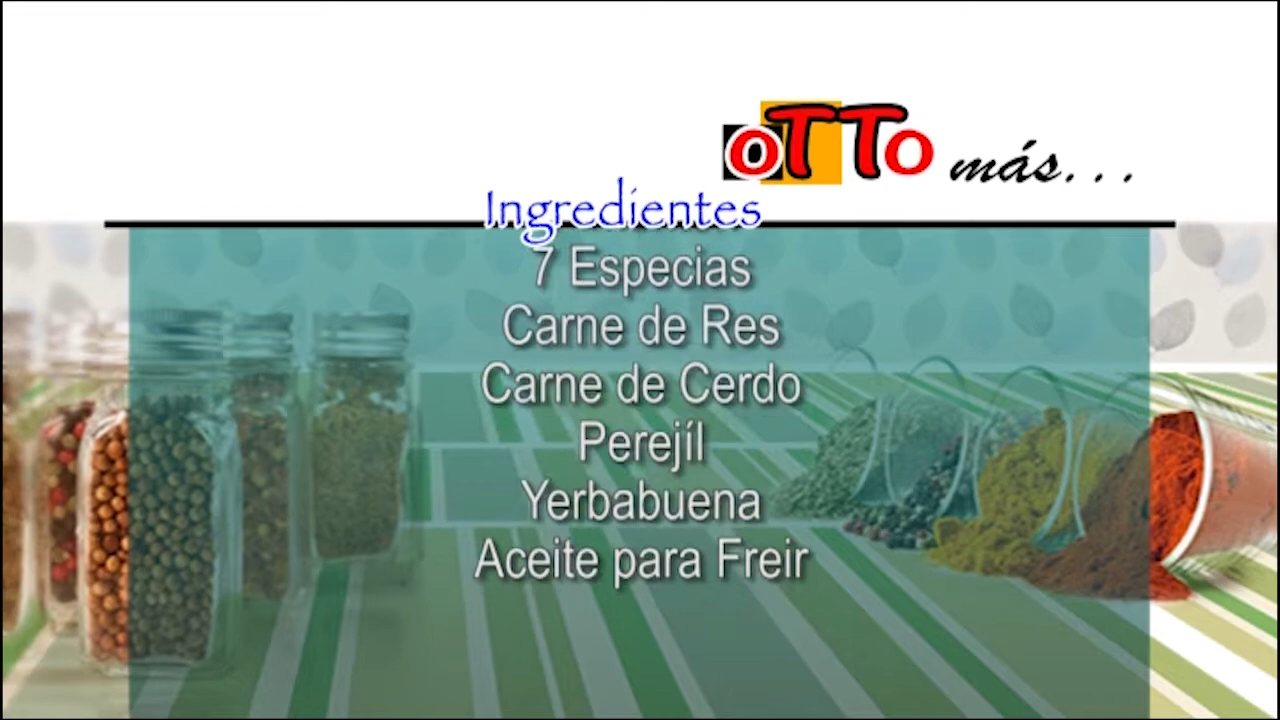 oTTo más...
Ingredientes
7 Especias
Carne de Res
Carne de Cerdo
Perejíl
Yerbabuena
Aceite para Freir